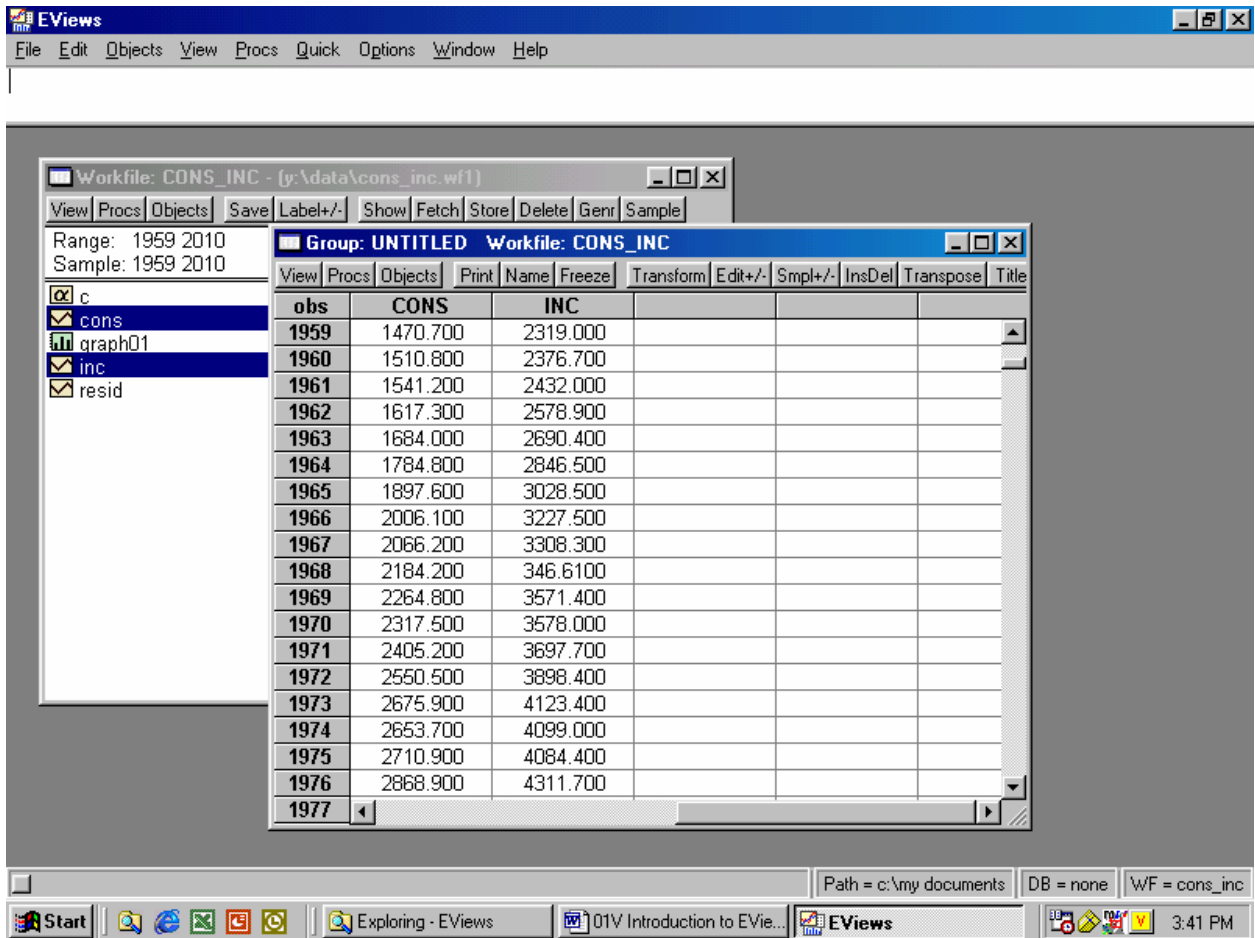 EViews
File Edit Objects View Procs Quick Options Window Help
Workfile: CONS_INC - (y:\data\cons_inc.wf1)
View Procs Objects Save Label+/- Show Fetch Store Delete Genr Sample
Range: 1959 2010
Sample: 1959 2010
c
cons
graph01
inc
resid
Group: UNTITLED Workfile: CONS_INC
View Procs Objects Print Name Freeze Transform Edit+/- Smpl+/- InsDel Transpose Title
obs CONS INC
1959 1470.700 2319.000
1960 1510.800 2376.700
1961 1541.200 2432.000
1962 1617.300 2578.900
1963 1684.000 2690.400
1964 1784.800 2846.500
1965 1897.600 3028.500
1966 2006.100 3227.500
1967 2066.200 3308.300
1968 2184.200 346.6100
1969 2264.800 3571.400
1970 2317.500 3578.000
1971 2405.200 3697.700
1972 2550.500 3898.400
1973 2675.900 4123.400
1974 2653.700 4099.000
1975 2710.900 4084.400
1976 2868.900 4311.700
1977
Path = c:\my documents DB = none WF = cons_inc
Start Exploring - EViews 01V Introduction to EVie... EViews 3:41 PM